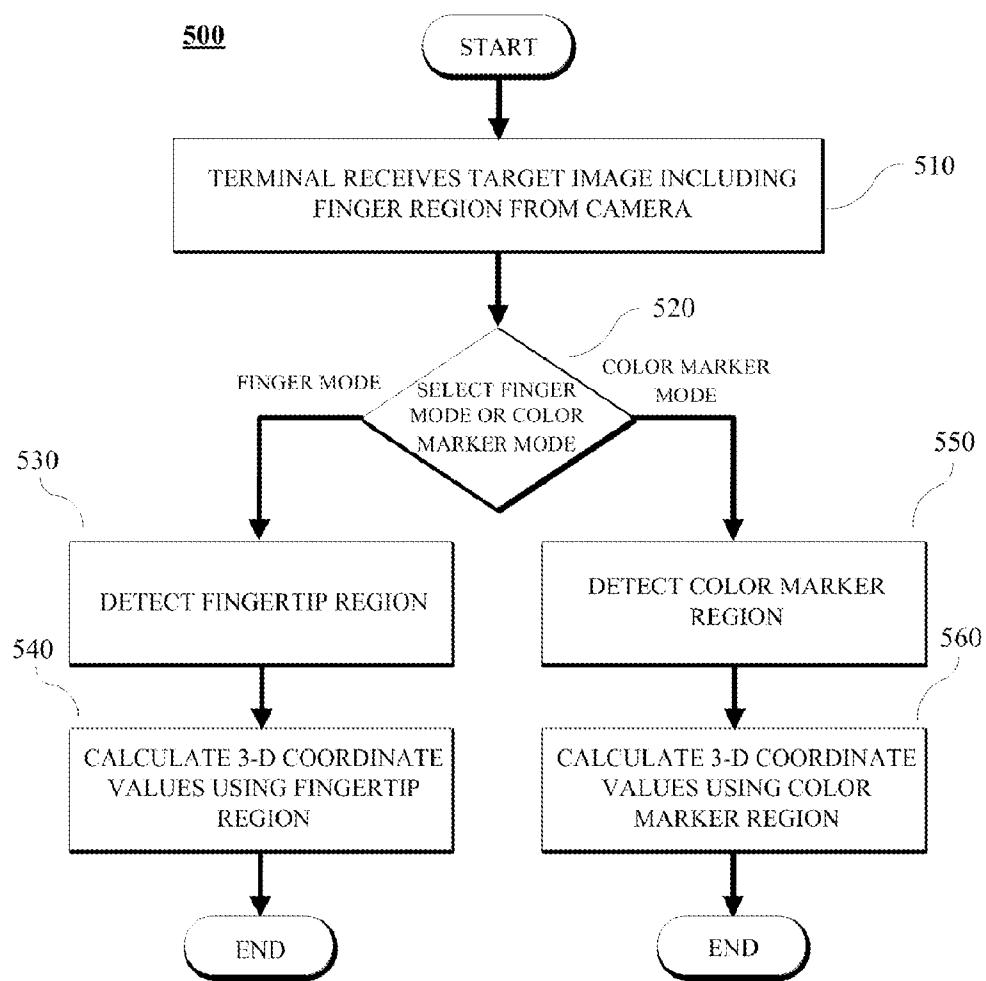 500
START
TERMINAL RECEIVES TARGET IMAGE INCLUDING
FINGER REGION FROM CAMERA
510
520
FINGER MODE
COLOR MARKER
MODE
SELECT FINGER
MODE OR COLOR
MARKER MODE
530
550
DETECT FINGERTIP REGION
DETECT COLOR MARKER
REGION
540
560
CALCULATE 3-D COORDINATE
VALUES USING FINGERTIP
REGION
CALCULATE 3-D COORDINATE
VALUES USING COLOR
MARKER REGION
END
END